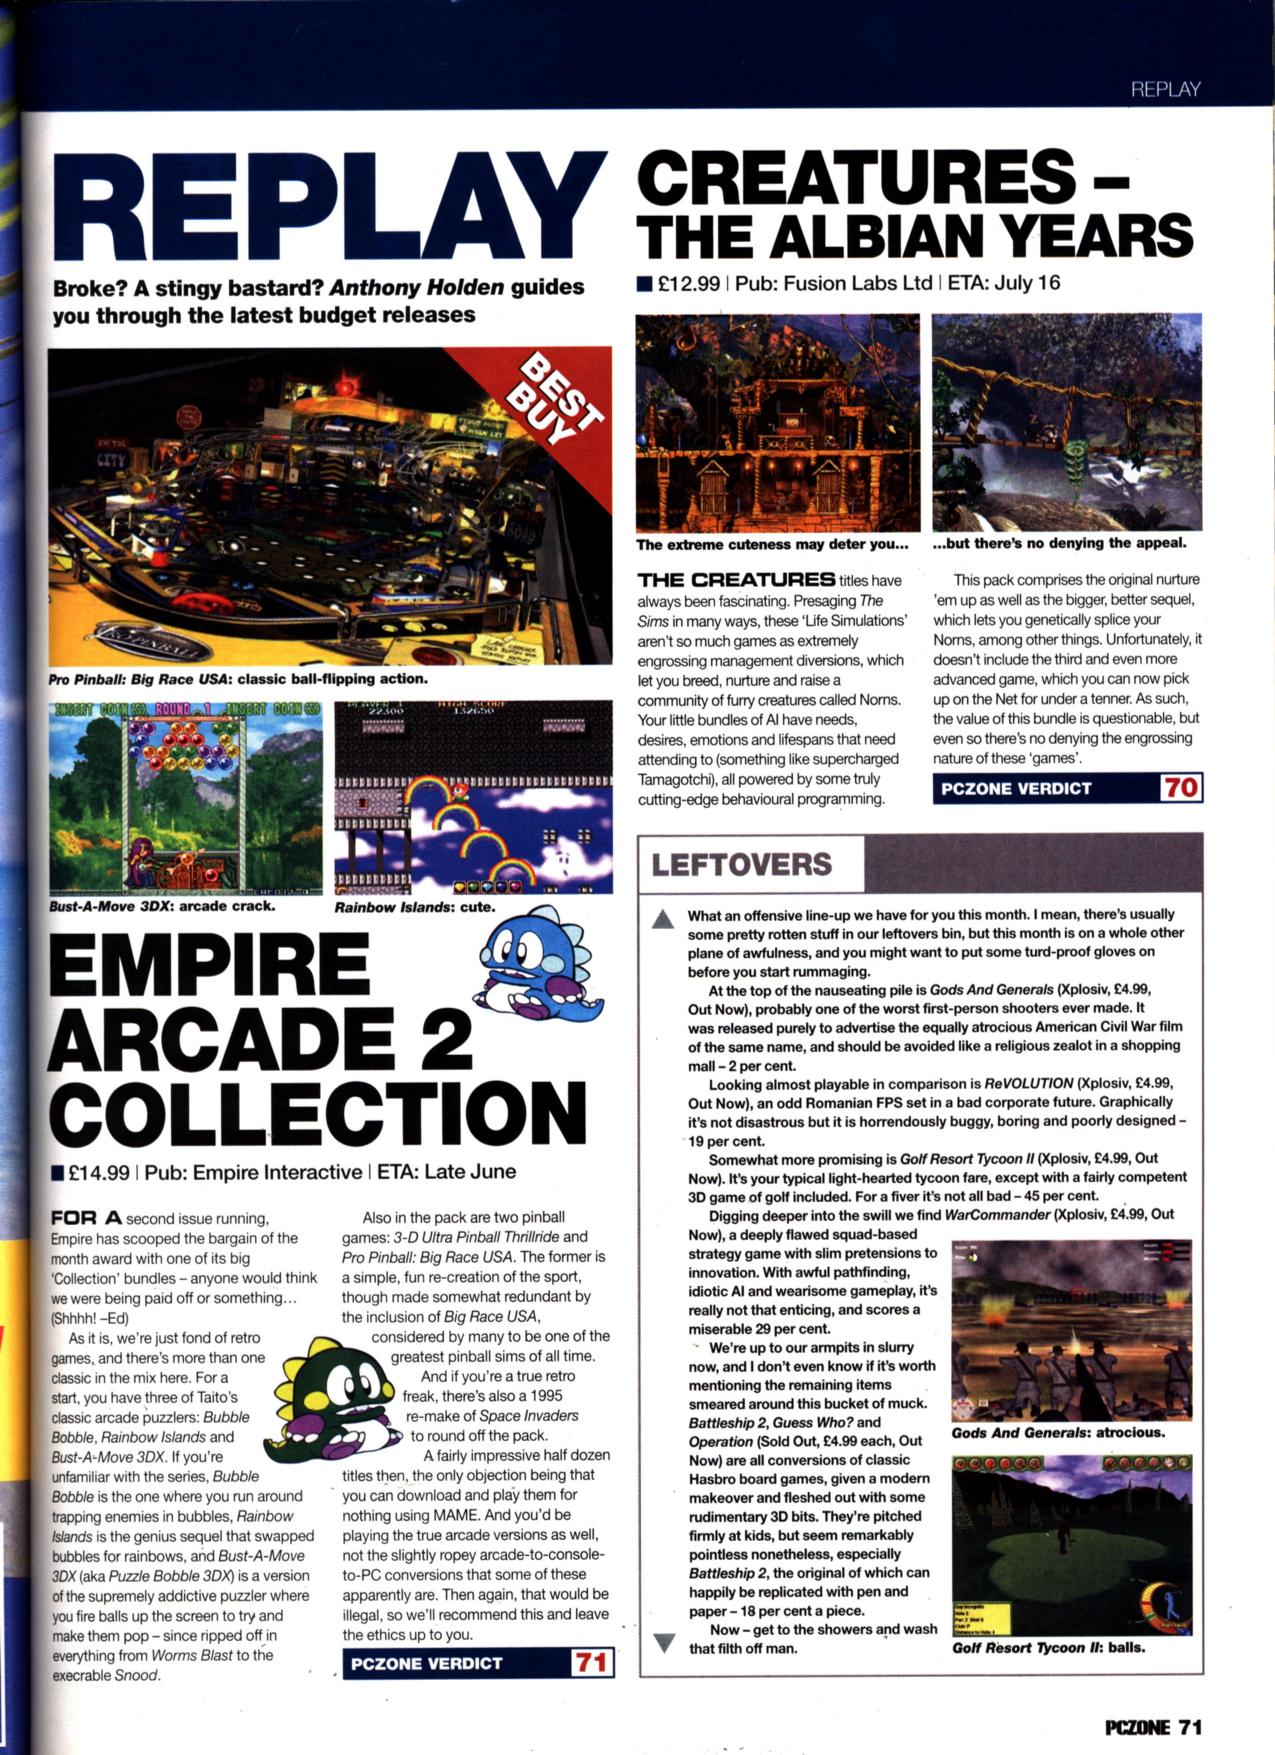 REPLAY
REPLAY
Broke? A stingy bastard? Anthony Holden guides
you through the latest budget releases
BEST
BUY
Pro Pinball: Big Race USA: classic ball-flipping action.
INSERT COIN(S) ROUND 1 INSERT COIN(S)
Bust-A-Move 3DX: arcade crack.
PLAYER 1 HIGH SCORE
22300 132650
Rainbow Islands: cute.
EMPIRE
ARCADE 2
COLLECTION
£14.99 | Pub: Empire Interactive | ETA: Late June
FOR A second issue running,
Empire has scooped the bargain of the
month award with one of its big
'Collection' bundles – anyone would think
we were being paid off or something...
(Shhhh! –Ed)
As it is, we're just fond of retro
games, and there's more than one
classic in the mix here. For a
start, you have three of Taito's
classic arcade puzzlers: Bubble
Bobble, Rainbow Islands and
Bust-A-Move 3DX. If you're
unfamiliar with the series, Bubble
Bobble is the one where you run around
trapping enemies in bubbles, Rainbow
Islands is the genius sequel that swapped
bubbles for rainbows, and Bust-A-Move
3DX (aka Puzzle Bobble 3DX) is a version
of the supremely addictive puzzler where
you fire balls up the screen to try and
make them pop – since ripped off in
everything from Worms Blast to the
execrable Snood.
Also in the pack are two pinball
games: 3-D Ultra Pinball Thrillride and
Pro Pinball: Big Race USA. The former is
a simple, fun re-creation of the sport,
though made somewhat redundant by
the inclusion of Big Race USA,
considered by many to be one of the
greatest pinball sims of all time.
And if you're a true retro
freak, there's also a 1995
re-make of Space Invaders
to round off the pack.
A fairly impressive half dozen
titles then, the only objection being that
you can download and play them for
nothing using MAME. And you'd be
playing the true arcade versions as well,
not the slightly ropey arcade-to-console-
to-PC conversions that some of these
apparently are. Then again, that would be
illegal, so we'll recommend this and leave
the ethics up to you.
PCZONE VERDICT 71
CREATURES –
THE ALBIAN YEARS
£12.99 | Pub: Fusion Labs Ltd | ETA: July 16
The extreme cuteness may deter you...
...but there's no denying the appeal.
THE CREATURES titles have
always been fascinating. Presaging The
Sims in many ways, these 'Life Simulations'
aren't so much games as extremely
engrossing management diversions, which
let you breed, nurture and raise a
community of furry creatures called Norns.
Your little bundles of AI have needs,
desires, emotions and lifespans that need
attending to (something like supercharged
Tamagotchi), all powered by some truly
cutting-edge behavioural programming.
This pack comprises the original nurture
'em up as well as the bigger, better sequel,
which lets you genetically splice your
Norns, among other things. Unfortunately, it
doesn't include the third and even more
advanced game, which you can now pick
up on the Net for under a tenner. As such,
the value of this bundle is questionable, but
even so there's no denying the engrossing
nature of these 'games'.
PCZONE VERDICT 70
LEFTOVERS
What an offensive line-up we have for you this month. I mean, there's usually
some pretty rotten stuff in our leftovers bin, but this month is on a whole other
plane of awfulness, and you might want to put some turd-proof gloves on
before you start rummaging.
At the top of the nauseating pile is Gods And Generals (Xplosiv, £4.99,
Out Now), probably one of the worst first-person shooters ever made. It
was released purely to advertise the equally atrocious American Civil War film
of the same name, and should be avoided like a religious zealot in a shopping
mall – 2 per cent.
Looking almost playable in comparison is ReVOLUTION (Xplosiv, £4.99,
Out Now), an odd Romanian FPS set in a bad corporate future. Graphically
it's not disastrous but it is horrendously buggy, boring and poorly designed –
19 per cent.
Somewhat more promising is Golf Resort Tycoon II (Xplosiv, £4.99, Out
Now). It's your typical light-hearted tycoon fare, except with a fairly competent
3D game of golf included. For a fiver it's not all bad – 45 per cent.
Digging deeper into the swill we find WarCommander (Xplosiv, £4.99, Out
Now), a deeply flawed squad-based
strategy game with slim pretensions to
innovation. With awful pathfinding,
idiotic AI and wearisome gameplay, it's
really not that enticing, and scores a
miserable 29 per cent.
We're up to our armpits in slurry
now, and I don't even know if it's worth
mentioning the remaining items
smeared around this bucket of muck.
Battleship 2, Guess Who? and
Operation (Sold Out, £4.99 each, Out
Now) are all conversions of classic
Hasbro board games, given a modern
makeover and fleshed out with some
rudimentary 3D bits. They're pitched
firmly at kids, but seem remarkably
pointless nonetheless, especially
Battleship 2, the original of which can
happily be replicated with pen and
paper – 18 per cent a piece.
Now – get to the showers and wash
that filth off man.
Gods And Generals: atrocious.
Golf Resort Tycoon II: balls.
PCZONE 71